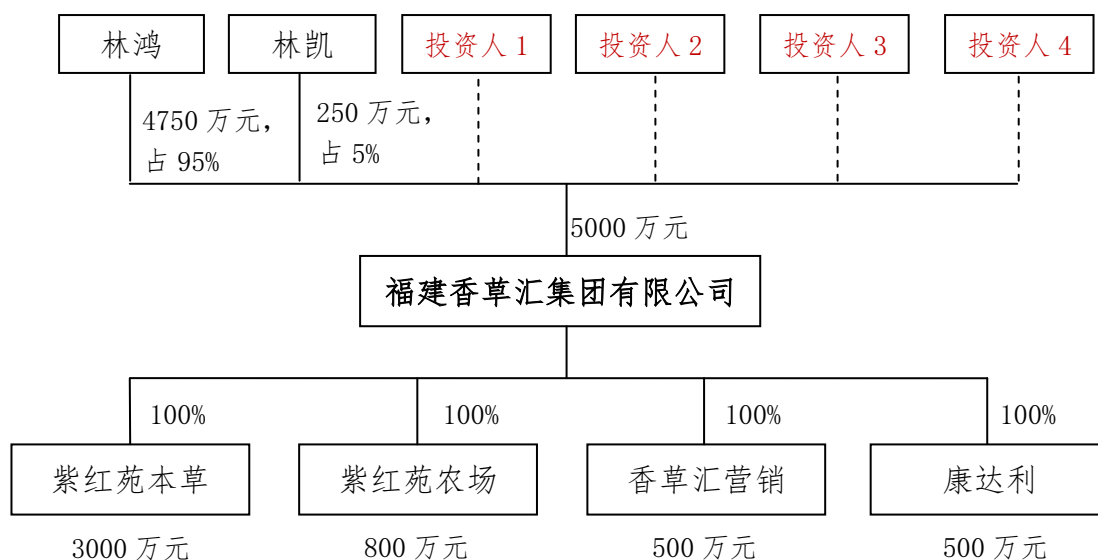 林鸿
林凯
投资人 1
投资人 2
投资人 3
投资人 4
4750 万元，
占 95%
250 万元，
占 5%
5000 万元
福建香草汇集团有限公司
100%
100%
100%
100%
紫红苑本草
紫红苑农场
香草汇营销
康达利
3000 万元
800 万元
500 万元
500 万元